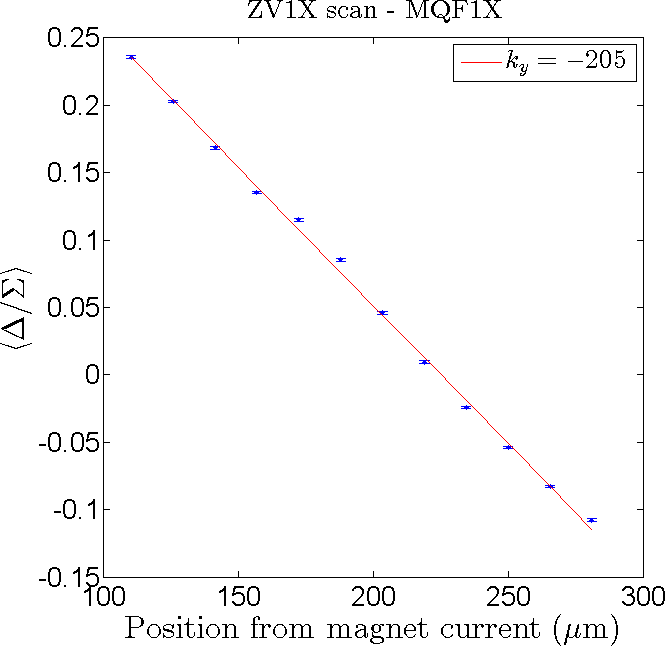 ZV1X scan - MQF1X
k_y = −205
0.25
0.2
0.15
0.1
0.05
0
-0.05
-0.1
-0.15
⟨Δ/Σ⟩
100 150 200 250 300
Position from magnet current (μm)